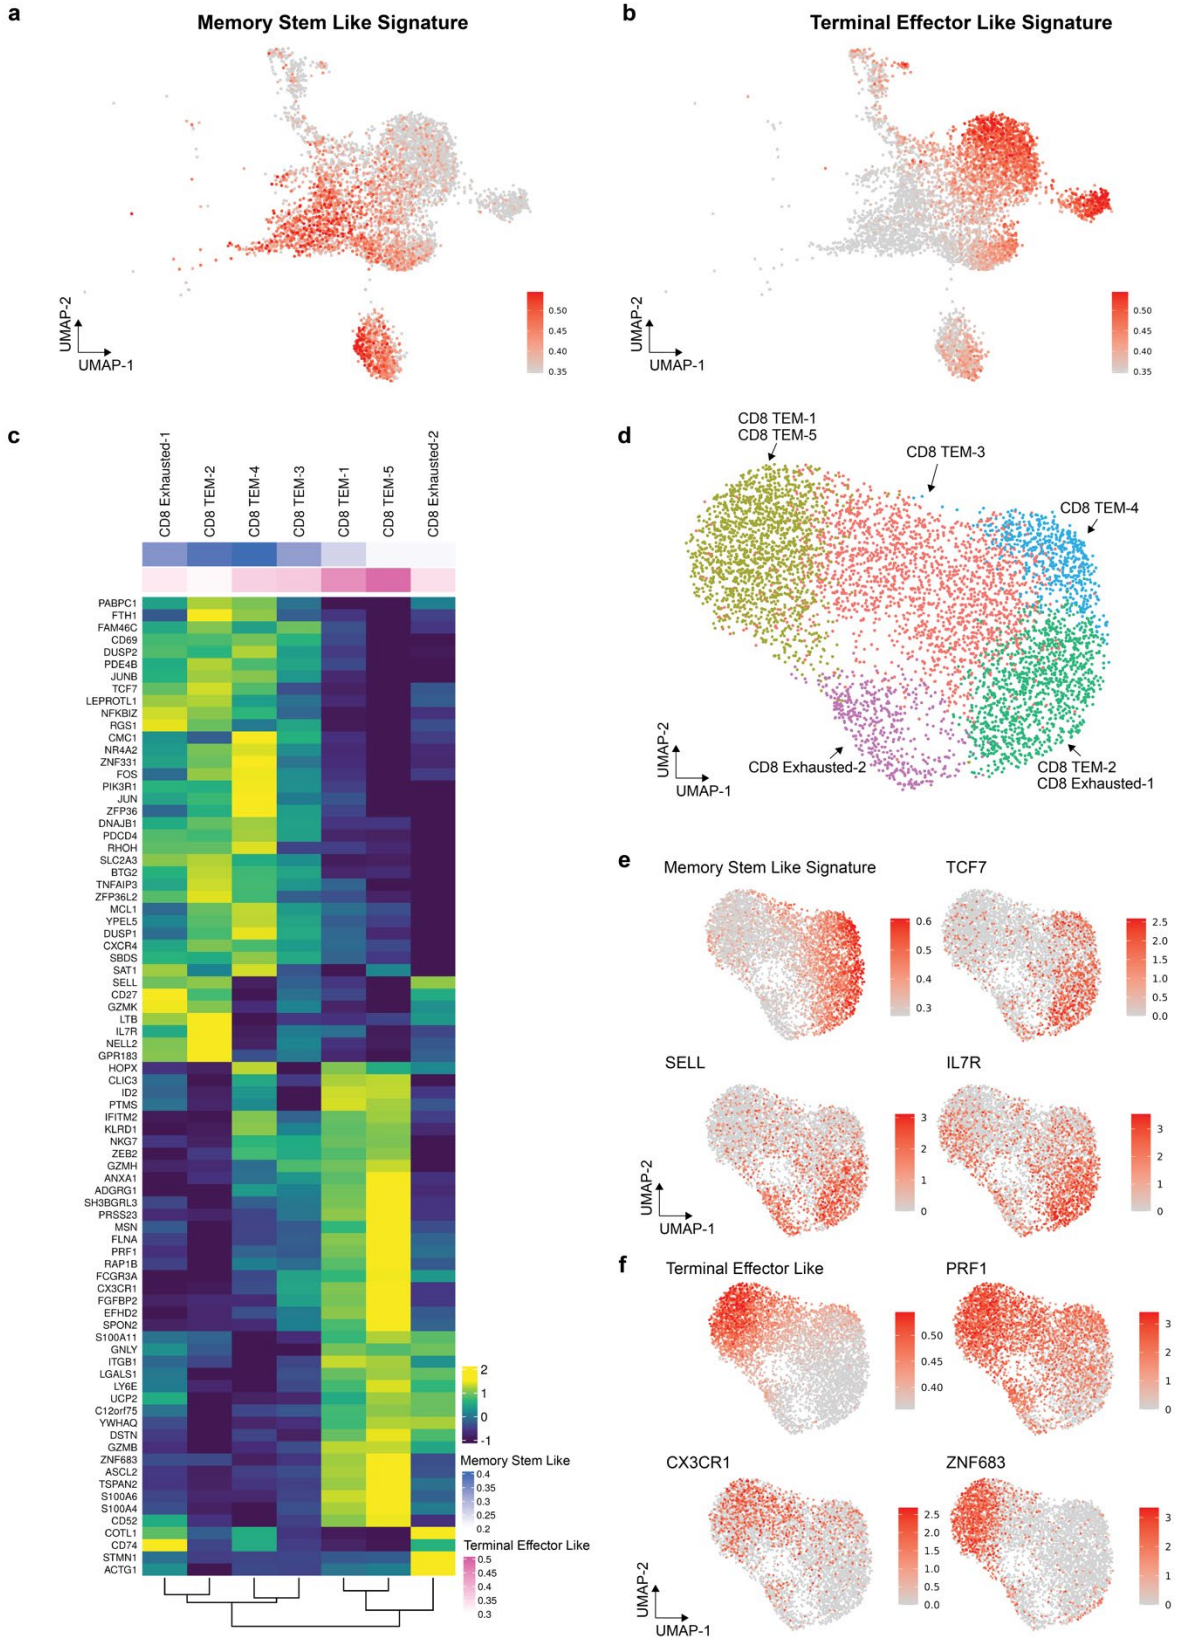 a
Memory Stem Like Signature
UMAP-2
UMAP-1
0.50
0.45
0.40
0.35
b
Terminal Effector Like Signature
UMAP-2
UMAP-1
0.50
0.45
0.40
0.35
c
CD8 Exhausted-1
CD8 TEM-2
CD8 TEM-4
CD8 TEM-3
CD8 TEM-1
CD8 TEM-5
CD8 Exhausted-2
PABPC1
FTH1
FAM46C
CD69
DUSP2
PDE4B
JUNB
TCF7
LEPROTL1
NFKBIZ
RGS1
CMC1
NR4A2
ZNF331
FOS
PIK3R1
JUN
ZFP36
DNAJB1
PDCD4
RHOH
SLC2A3
BTG2
TNFAIP3
ZFP36L2
MCL1
YPEL5
DUSP1
CXCR4
SBDS
SAT1
SELL
CD27
GZMK
LTB
IL7R
NELL2
GPR183
HOPX
CLIC3
ID2
PTMS
IFITM2
KLRD1
NKG7
ZEB2
GZMH
ANXA1
ADGRG1
SH3BGRL3
PRSS23
MSN
FLNA
PRF1
RAP1B
FCGR3A
CX3CR1
FGFBP2
EFHD2
SPON2
S100A11
GNLY
ITGB1
LGALS1
LY6E
UCP2
C12orf75
YWHAQ
DSTN
GZMB
ZNF683
ASCL2
TSPAN2
S100A6
S100A4
CD52
COTL1
CD74
STMN1
ACTG1
2
1
0
-1
Memory Stem Like
0.4
0.35
0.3
0.25
0.2
Terminal Effector Like
0.5
0.45
0.4
0.35
0.3
d
CD8 TEM-1
CD8 TEM-5
CD8 TEM-3
CD8 TEM-4
CD8 Exhausted-2
CD8 TEM-2
CD8 Exhausted-1
UMAP-2
UMAP-1
e
Memory Stem Like Signature
0.6
0.5
0.4
0.3
TCF7
2.5
2.0
1.5
1.0
0.5
0.0
SELL
3
2
1
0
UMAP-2
UMAP-1
IL7R
3
2
1
0
f
Terminal Effector Like
0.50
0.45
0.40
PRF1
3
2
1
0
CX3CR1
2.5
2.0
1.5
1.0
0.5
0.0
UMAP-2
UMAP-1
ZNF683
3
2
1
0